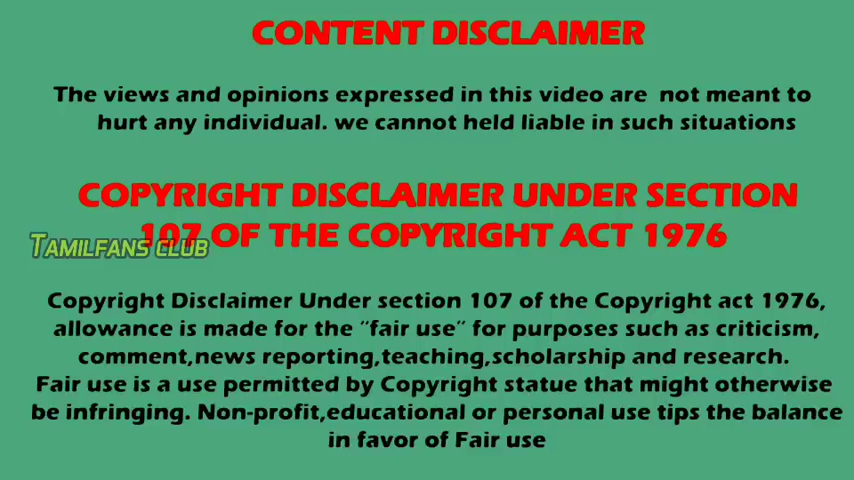 CONTENT DISCLAIMER
The views and opinions expressed in this video are not meant to
hurt any individual. we cannot held liable in such situations
COPYRIGHT DISCLAIMER UNDER SECTION
107 OF THE COPYRIGHT ACT 1976
TAMILFANS CLUB
Copyright Disclaimer Under section 107 of the Copyright act 1976,
allowance is made for the "fair use" for purposes such as criticism,
comment,news reporting,teaching,scholarship and research.
Fair use is a use permitted by Copyright statue that might otherwise
be infringing. Non-profit,educational or personal use tips the balance
in favor of Fair use